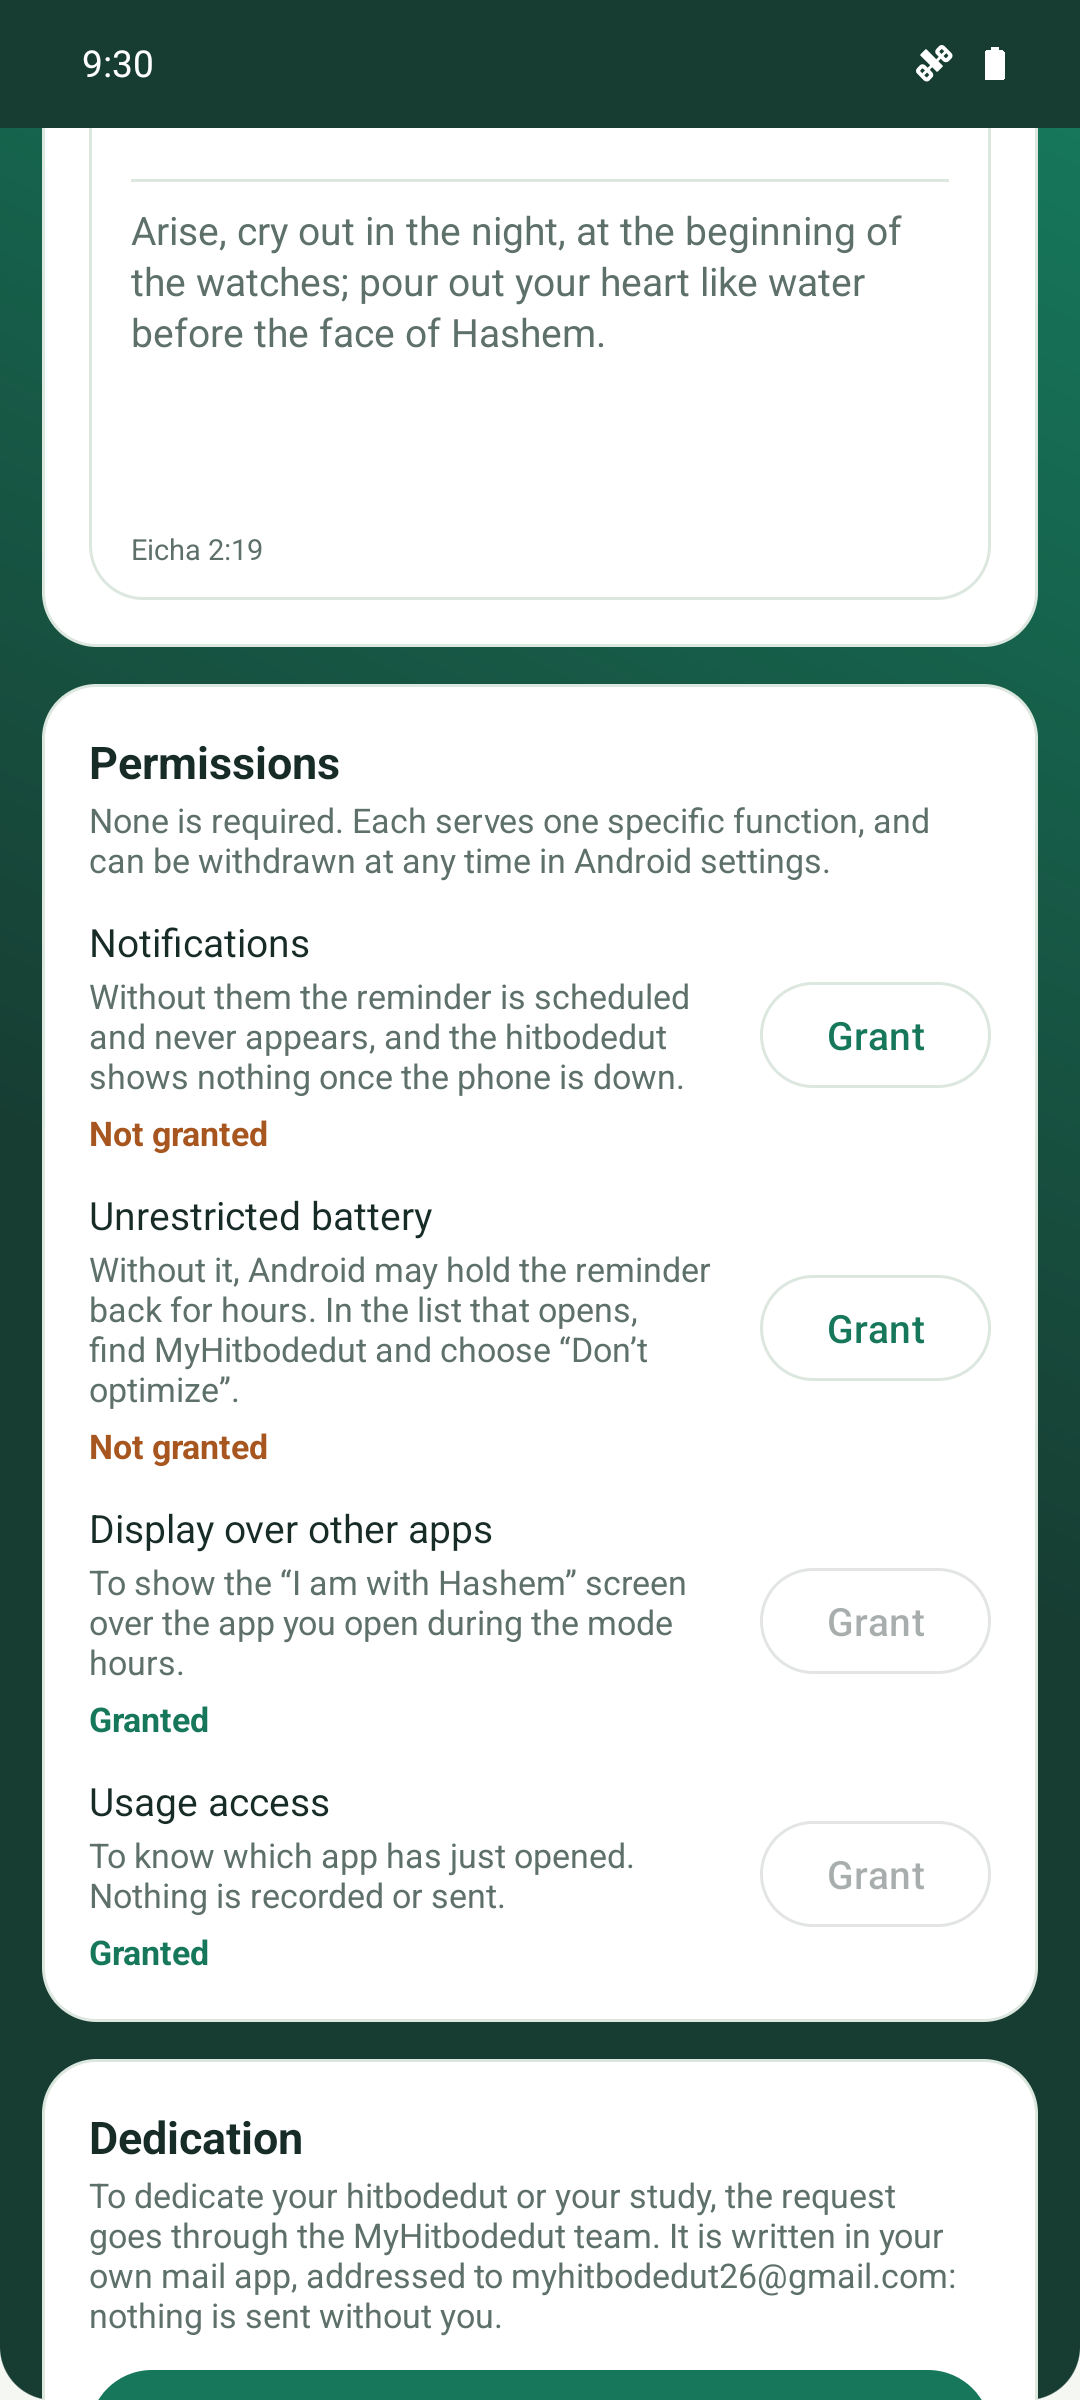 9:30
Arise, cry out in the night, at the beginning of
the watches; pour out your heart like water
before the face of Hashem.
Eicha 2:19
Permissions
None is required. Each serves one specific function, and
can be withdrawn at any time in Android settings.
Notifications
Without them the reminder is scheduled
and never appears, and the hitbodedut
shows nothing once the phone is down.
Not granted
Grant
Unrestricted battery
Without it, Android may hold the reminder
back for hours. In the list that opens,
find MyHitbodedut and choose “Don’t
optimize”.
Not granted
Grant
Display over other apps
To show the “I am with Hashem” screen
over the app you open during the mode
hours.
Granted
Grant
Usage access
To know which app has just opened.
Nothing is recorded or sent.
Granted
Grant
Dedication
To dedicate your hitbodedut or your study, the request
goes through the MyHitbodedut team. It is written in your
own mail app, addressed to myhitbodedut26@gmail.com:
nothing is sent without you.